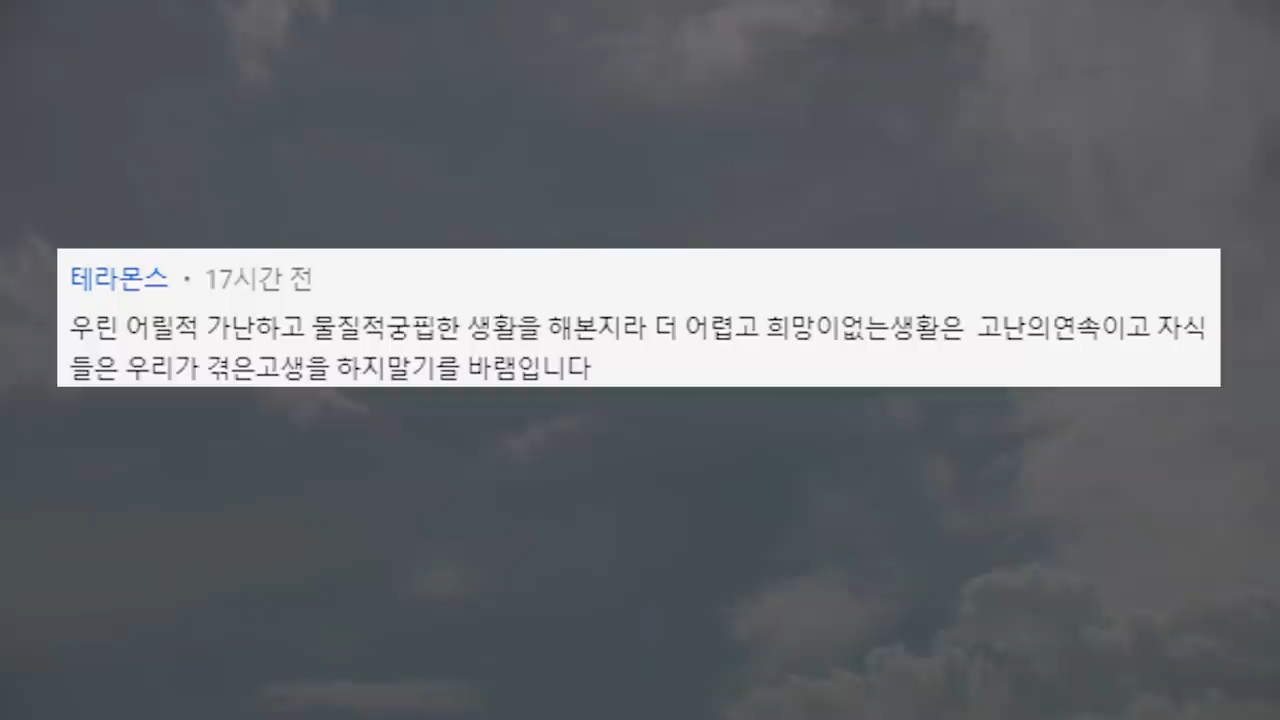 테라몬스 · 17시간 전
우린 어릴적 가난하고 물질적궁핍한 생활을 해본지라 더 어렵고 희망이없는생활은  고난의연속이고 자식
들은 우리가 겪은고생을 하지말기를 바램입니다